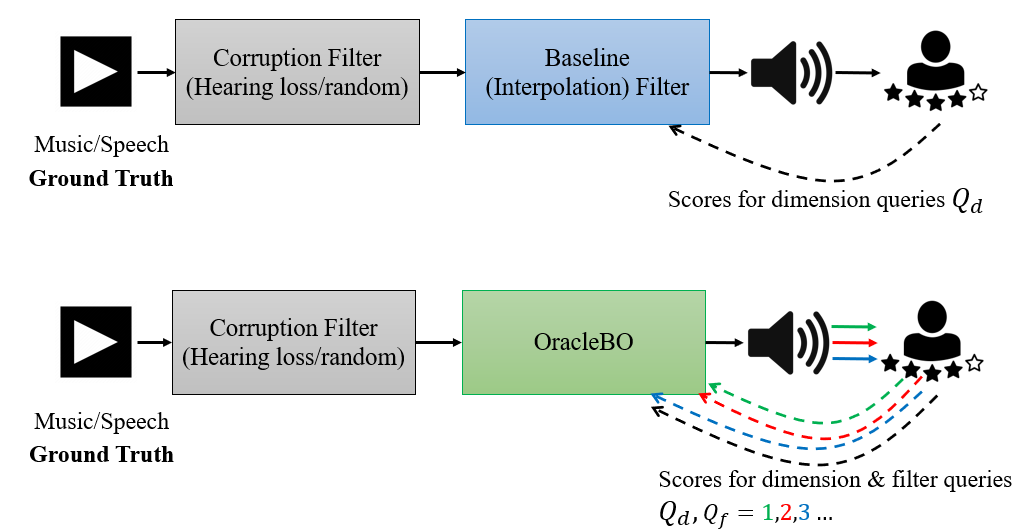 Corruption Filter
(Hearing loss/random)
Baseline
(Interpolation) Filter
Music/Speech
Ground Truth
Scores for dimension queries Q_d
Corruption Filter
(Hearing loss/random)
OracleBO
Music/Speech
Ground Truth
Scores for dimension & filter queries
Q_d, Q_f = 1,2,3 ...